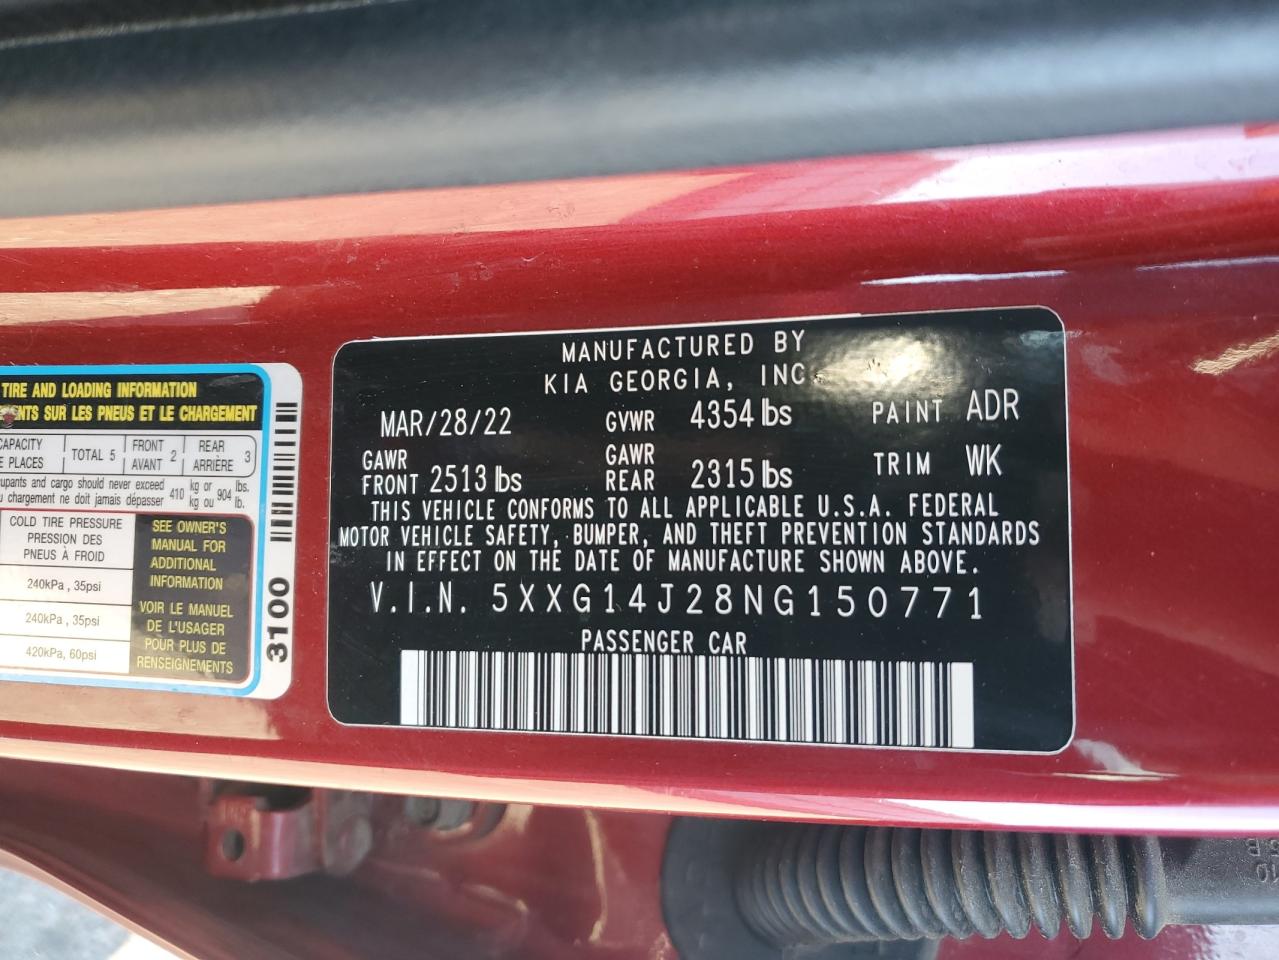 TIRE AND LOADING INFORMATION
NTS SUR LES PNEUS ET LE CHARGEMENT
CAPACITY TOTAL 5 FRONT 2 REAR 3
E PLACES AVANT ARRIÈRE
upants and cargo should never exceed 410 kg or 904 lbs.
u chargement ne doit jamais dépasser kg ou lb.
COLD TIRE PRESSURE
PRESSION DES
PNEUS À FROID
240kPa, 35psi
240kPa, 35psi
420kPa, 60psi
SEE OWNER'S
MANUAL FOR
ADDITIONAL
INFORMATION
VOIR LE MANUEL
DE L'USAGER
POUR PLUS DE
RENSEIGNEMENTS
3100
MANUFACTURED BY
KIA GEORGIA, INC
MAR/28/22 GVWR 4354 lbs PAINT ADR
GAWR FRONT 2513 lbs GAWR REAR 2315 lbs TRIM WK
THIS VEHICLE CONFORMS TO ALL APPLICABLE U.S.A. FEDERAL
MOTOR VEHICLE SAFETY, BUMPER, AND THEFT PREVENTION STANDARDS
IN EFFECT ON THE DATE OF MANUFACTURE SHOWN ABOVE.
V.I.N. 5XXG14J28NG150771
PASSENGER CAR